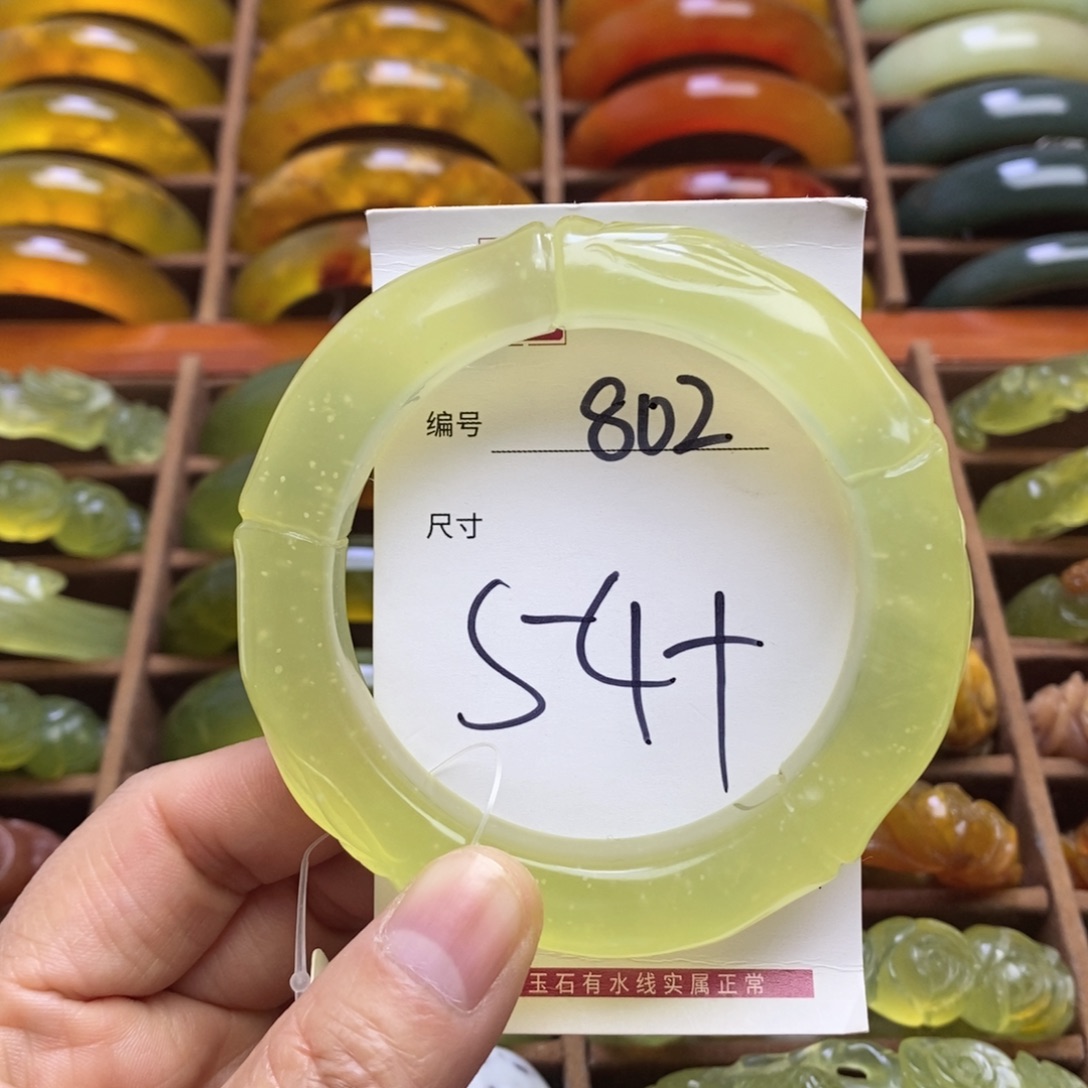 编号 802
尺寸
54+
玉石有水线实属正常